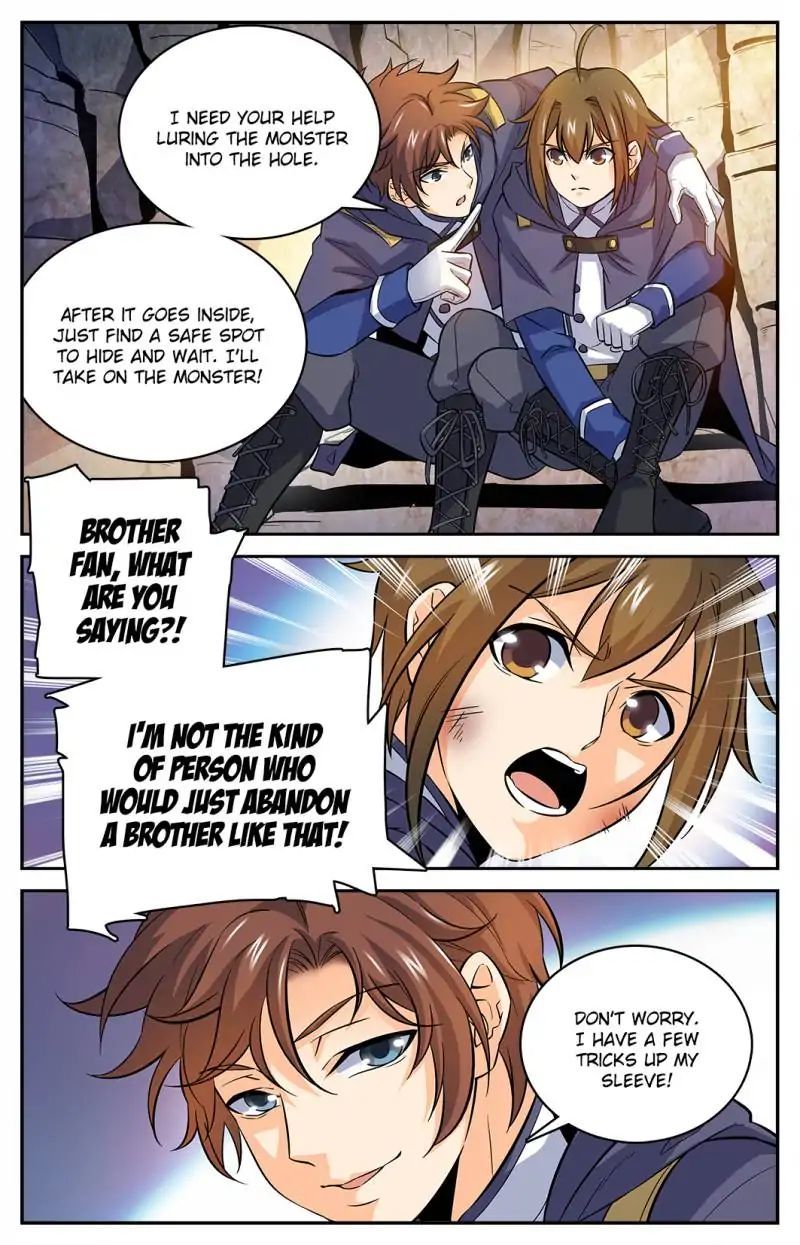 I NEED YOUR HELP
LURING THE MONSTER
INTO THE HOLE.
AFTER IT GOES INSIDE,
JUST FIND A SAFE SPOT
TO HIDE AND WAIT. I'LL
TAKE ON THE MONSTER!
BROTHER
FAN, WHAT
ARE YOU
SAYING?!
I'M NOT THE KIND
OF PERSON WHO
WOULD JUST ABANDON
A BROTHER LIKE THAT!
DON'T WORRY.
I HAVE A FEW
TRICKS UP MY
SLEEVE!